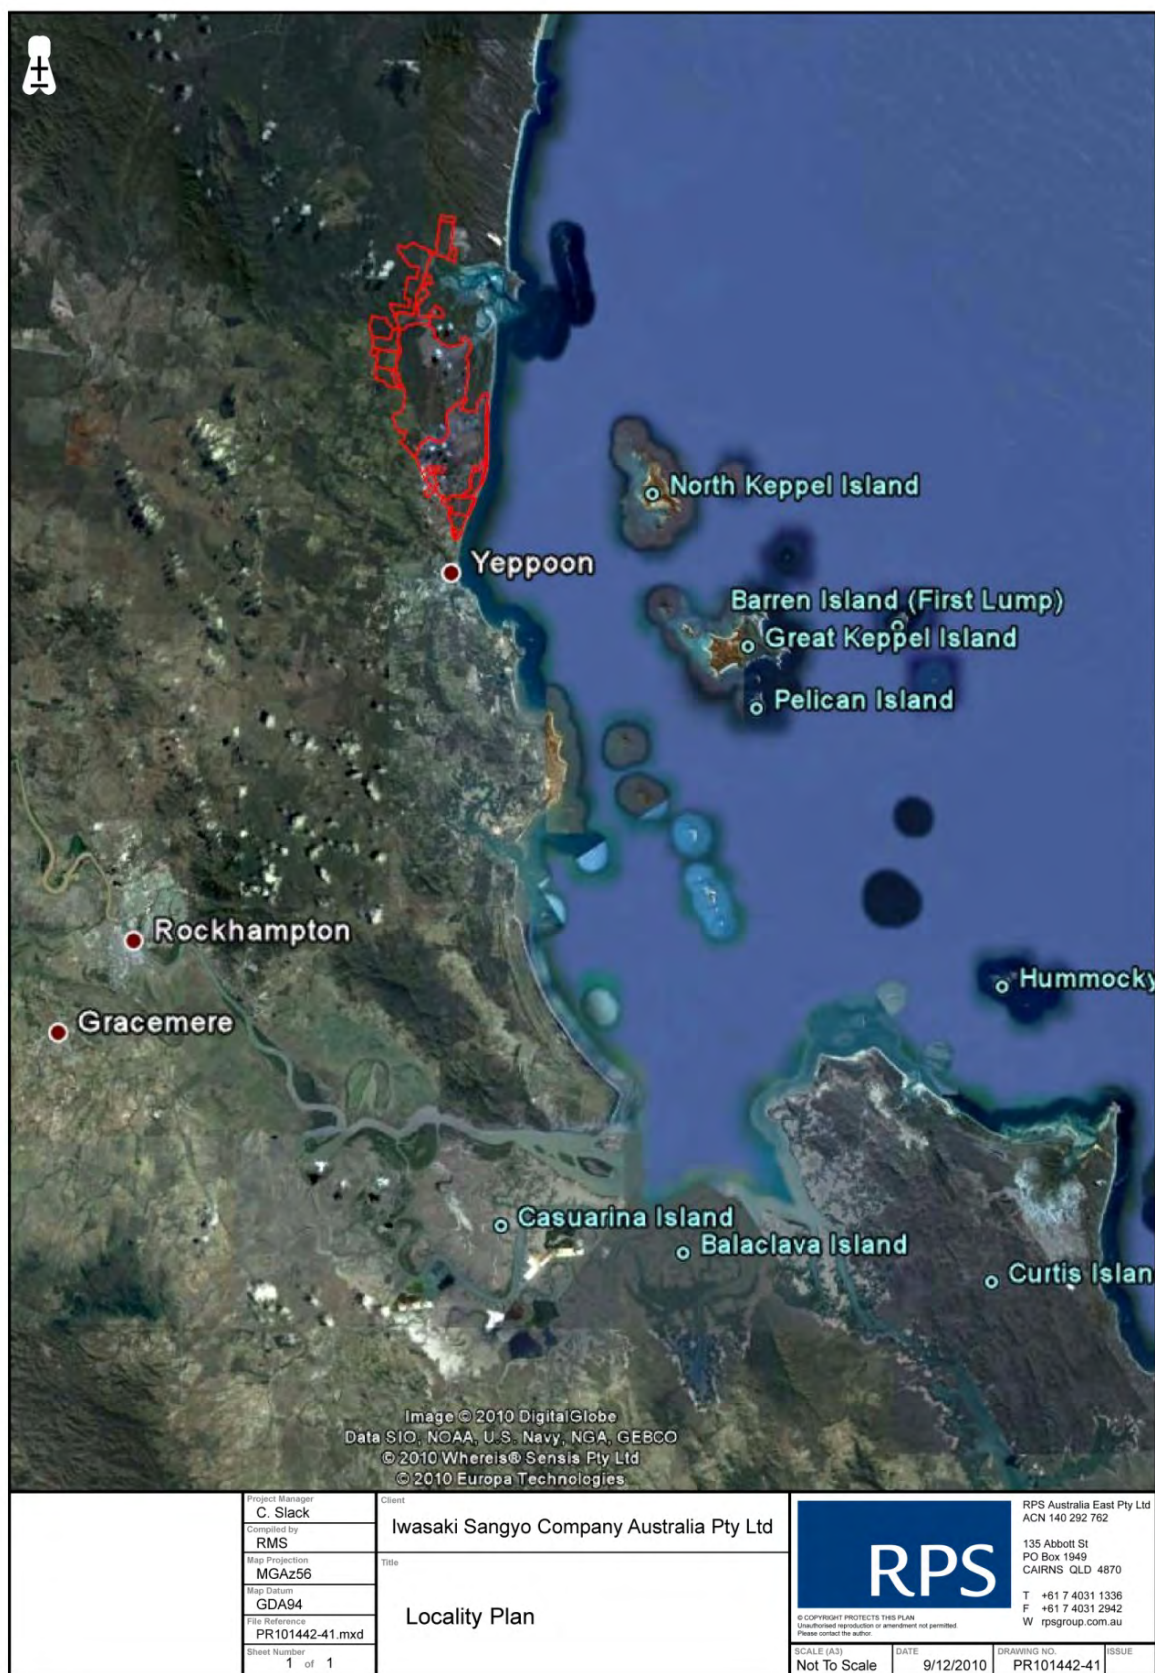 North Keppel Island
Yeppoon
Barren Island (First Lump)
Great Keppel Island
Pelican Island
Rockhampton
Hummocky
Gracemere
Casuarina Island
Balaclava Island
Curtis Islan
Image © 2010 DigitalGlobe
Data SIO, NOAA, U.S. Navy, NGA, GEBCO
© 2010 Whereis® Sensis Pty Ltd
© 2010 Europa Technologies
Project Manager
C. Slack
Compiled by
RMS
Map Projection
MGAz56
Map Datum
GDA94
File Reference
PR101442-41.mxd
Sheet Number
1 of 1
Client
Iwasaki Sangyo Company Australia Pty Ltd
Title
Locality Plan
RPS
© COPYRIGHT PROTECTS THIS PLAN
Unauthorised reproduction or amendment not permitted.
Please contact the author.
RPS Australia East Pty Ltd
ACN 140 292 762
135 Abbott St
PO Box 1949
CAIRNS QLD 4870
T +61 7 4031 1336
F +61 7 4031 2942
W rpsgroup.com.au
SCALE (A3)
Not To Scale
DATE
9/12/2010
DRAWING NO.
PR101442-41
ISSUE